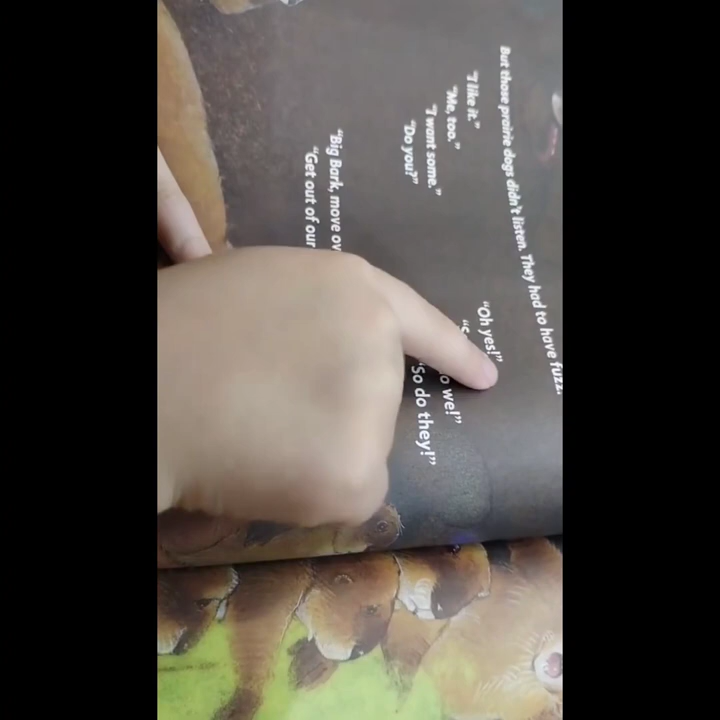 But those prairie dogs didn't listen. They had to have fuzz.
"I like it."
"Me, too."
"I want some."
"Do you?"
"Oh yes!"
we!"
"So do they!"
"Big Bark, move
"Get out of our